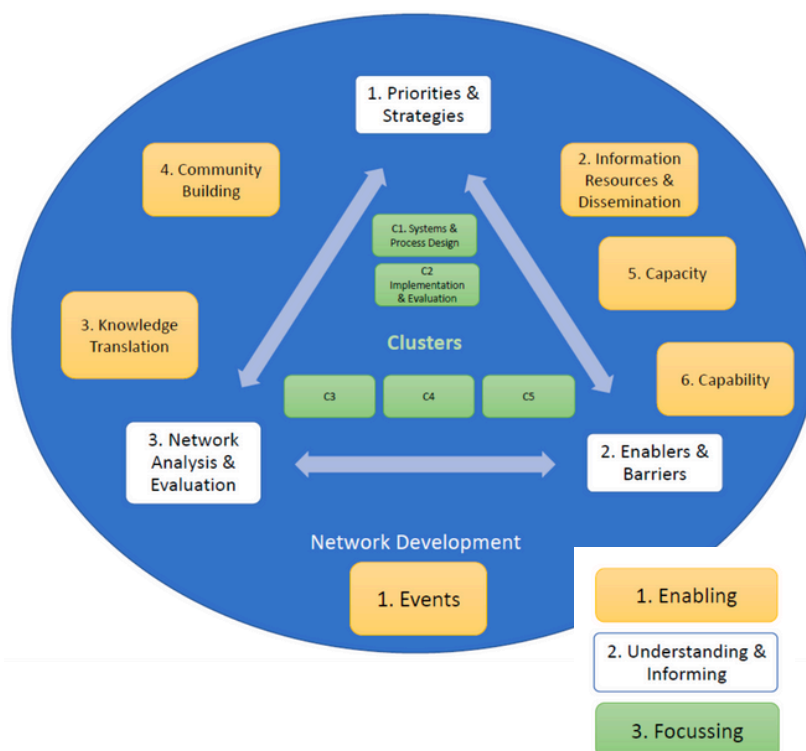 1. Priorities &
Strategies
4. Community
Building
2. Information
Resources &
Dissemination
C1. Systems &
Process Design
C2
Implementation
& Evaluation
5. Capacity
3. Knowledge
Translation
Clusters
6. Capability
C3
C4
C5
3. Network
Analysis &
Evaluation
2. Enablers &
Barriers
Network Development
1. Events
1. Enabling
2. Understanding &
Informing
3. Focussing